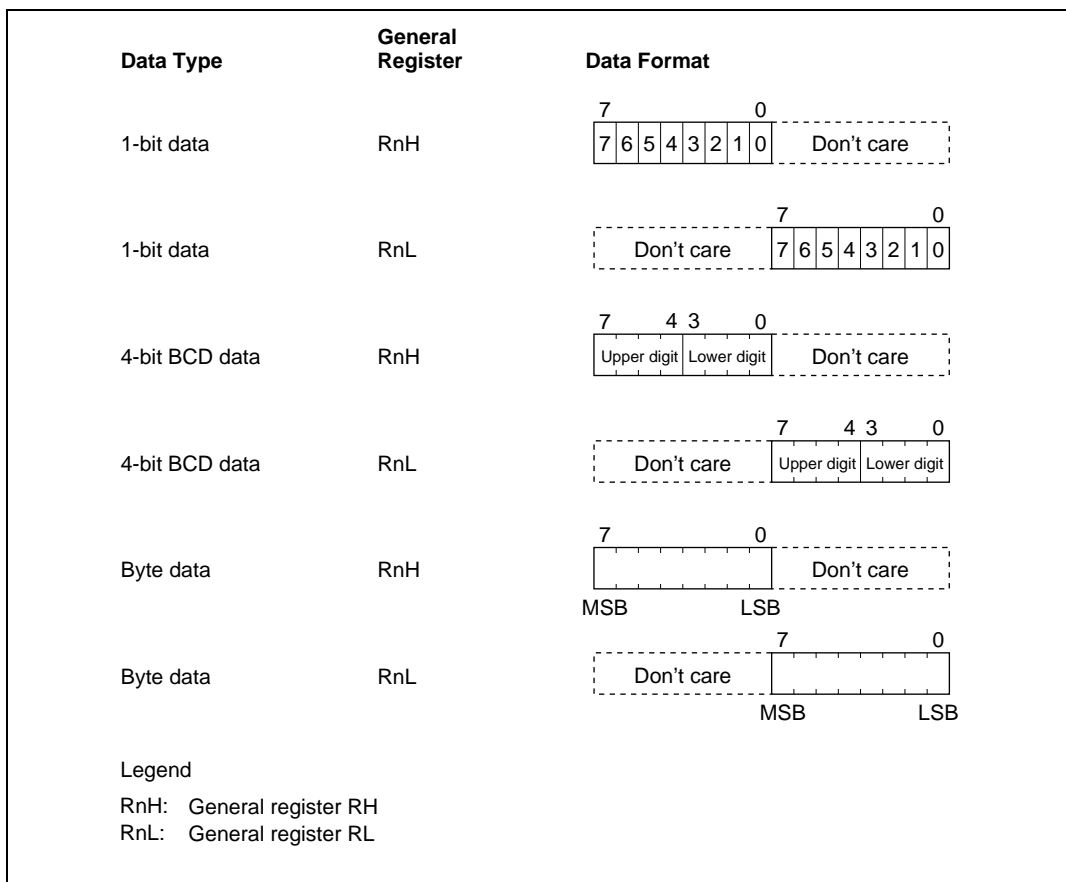 Data Type General Register Data Format
7 0
1-bit data RnH 7 6 5 4 3 2 1 0 Don't care
7 0
1-bit data RnL Don't care 7 6 5 4 3 2 1 0
7 4 3 0
4-bit BCD data RnH Upper digit Lower digit Don't care
7 4 3 0
4-bit BCD data RnL Don't care Upper digit Lower digit
7 0
Byte data RnH Don't care
MSB LSB
7 0
Byte data RnL Don't care
MSB LSB
Legend
RnH: General register RH
RnL: General register RL